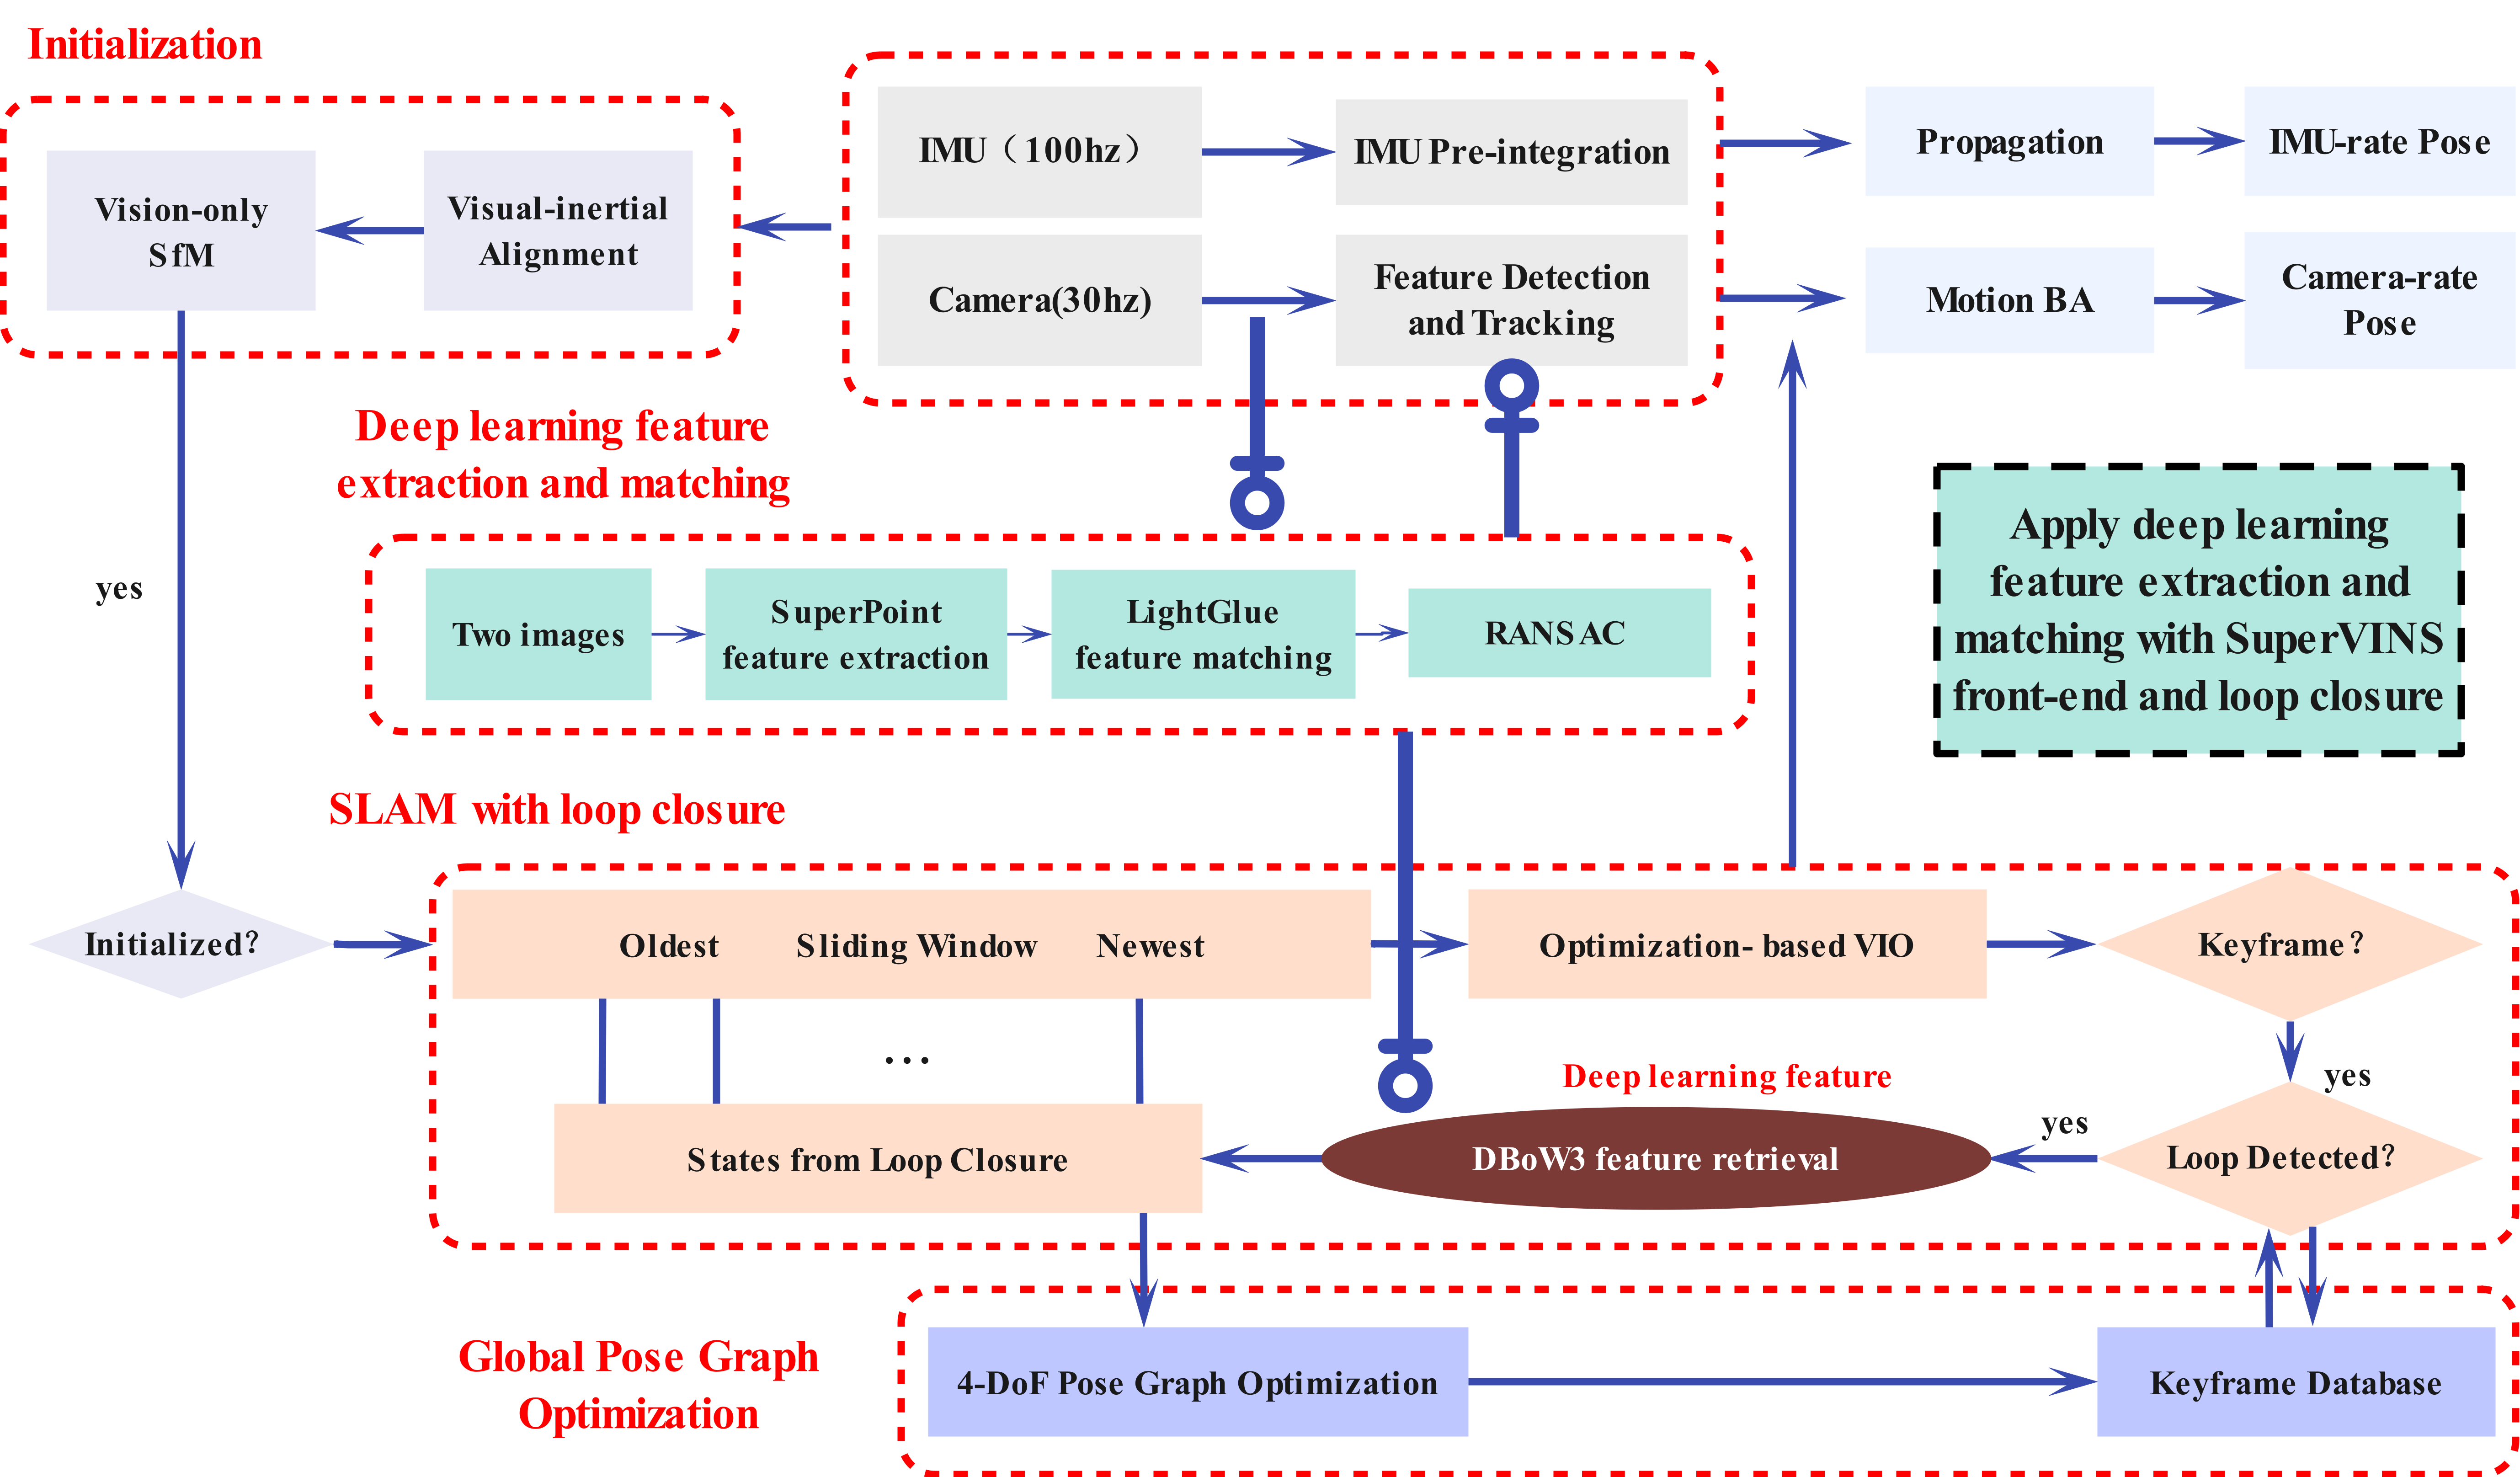 Initialization
IMU（100hz）
IMU Pre-integration
Propagation
IMU-rate Pose
Vision-only
SfM
Visual-inertial
Alignment
Camera(30hz)
Feature Detection
and Tracking
Motion BA
Camera-rate
Pose
Deep learning feature
extraction and matching
Apply deep learning
feature extraction and
matching with SuperVINS
front-end and loop closure
yes
Two images
SuperPoint
feature extraction
LightGlue
feature matching
RANSAC
SLAM with loop closure
Initialized?
Oldest Sliding Window Newest
Optimization- based VIO
Keyframe?
...
Deep learning feature
yes
yes
States from Loop Closure
DBoW3 feature retrieval
Loop Detected?
Global Pose Graph
Optimization
4-DoF Pose Graph Optimization
Keyframe Database